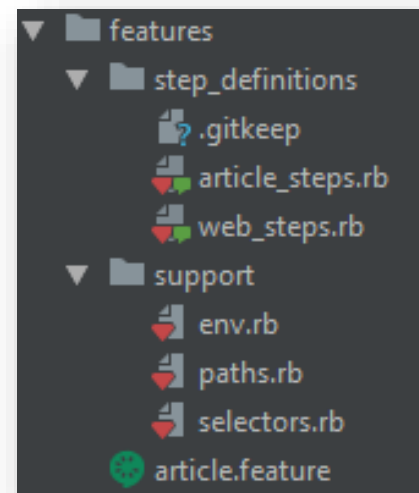 features
step_definitions
.gitkeep
article_steps.rb
web_steps.rb
support
env.rb
paths.rb
selectors.rb
article.feature